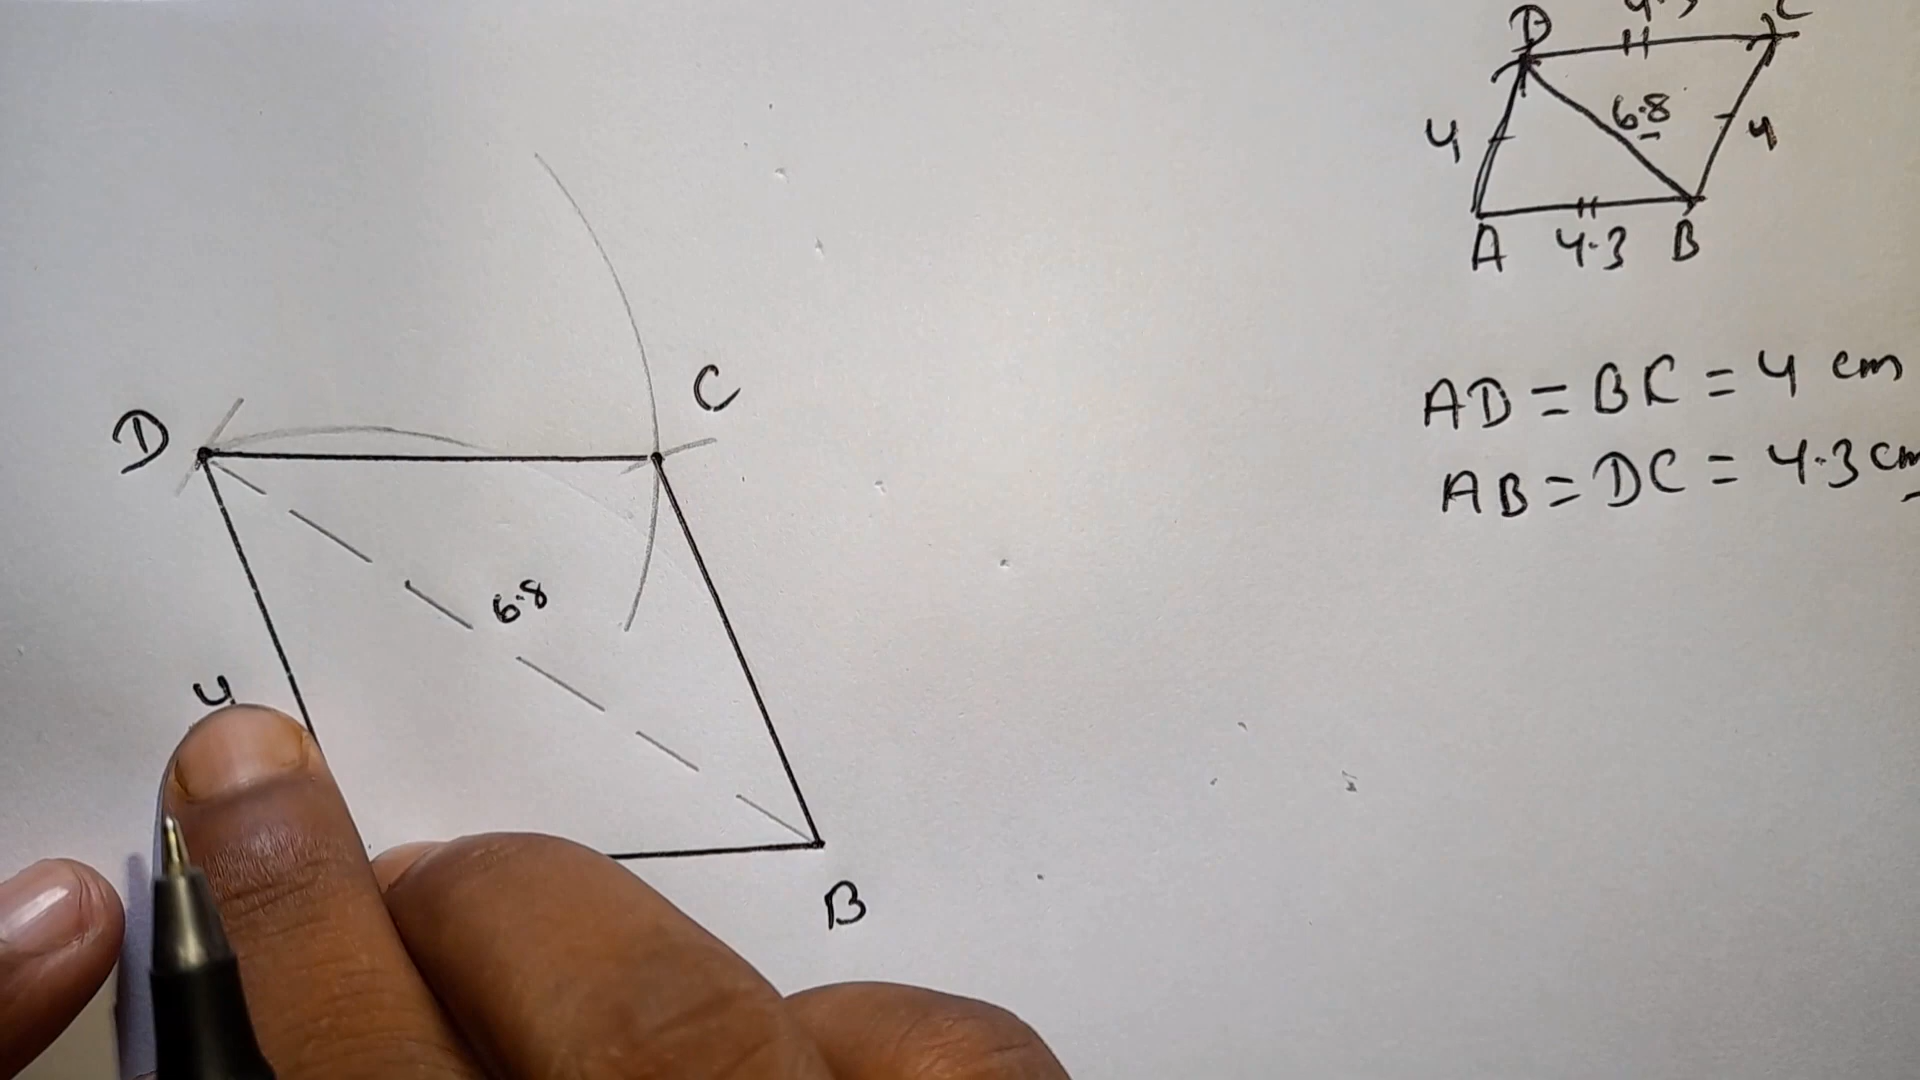 D
C
4
6.8
4
A 4.3 B
AD = BC = 4 cm
AB = DC = 4.3 cm
C
D
6.8
4
B